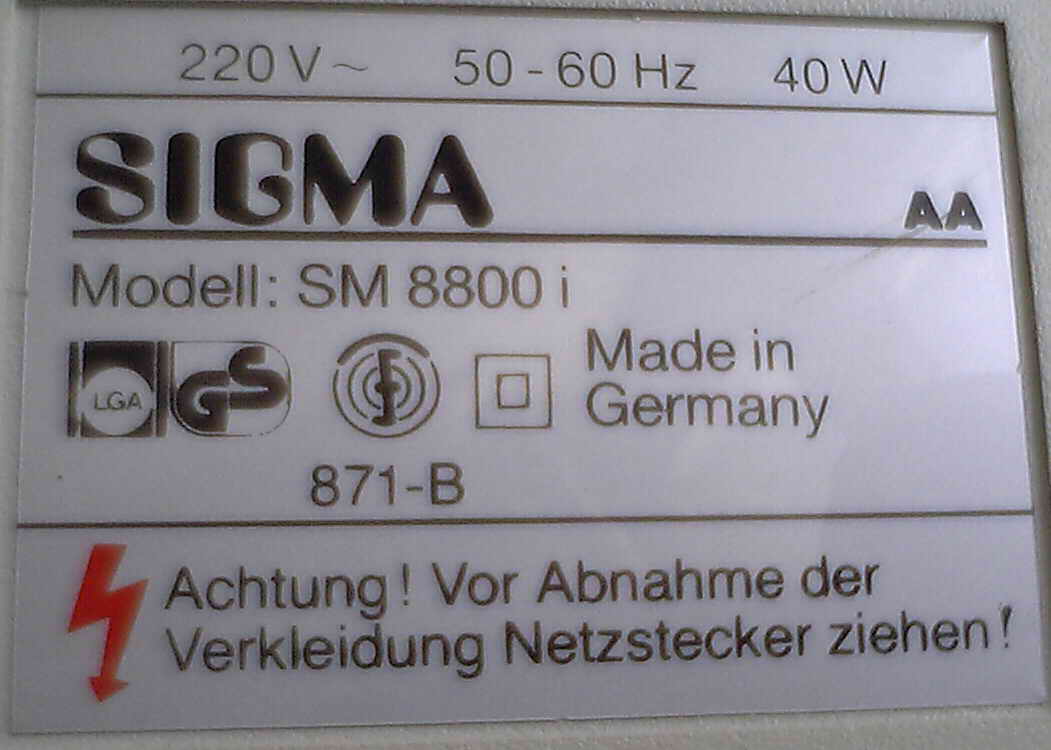 220 V ~ 50 - 60 Hz 40 W
SIGMA AA
Modell: SM 8800 i
LGA GS
Made in
Germany
871-B
Achtung! Vor Abnahme der
Verkleidung Netzstecker ziehen!